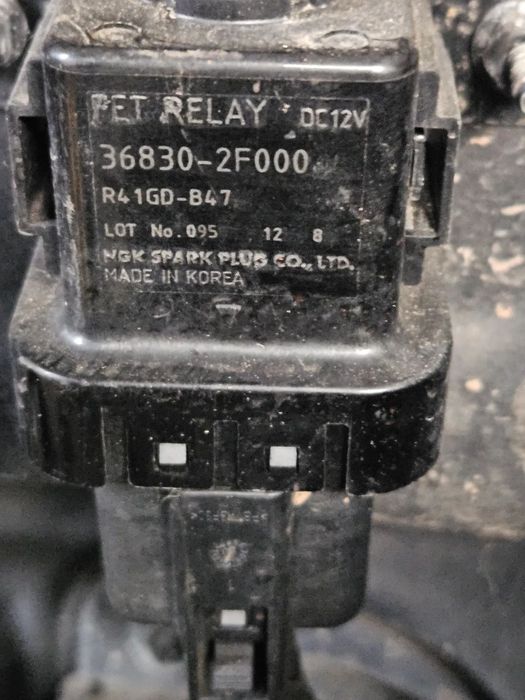 FET RELAY DC12V
36830-2F000
R41GD-B47
LOT No. 095 12 8
NGK SPARK PLUG CO., LTD.
MADE IN KOREA